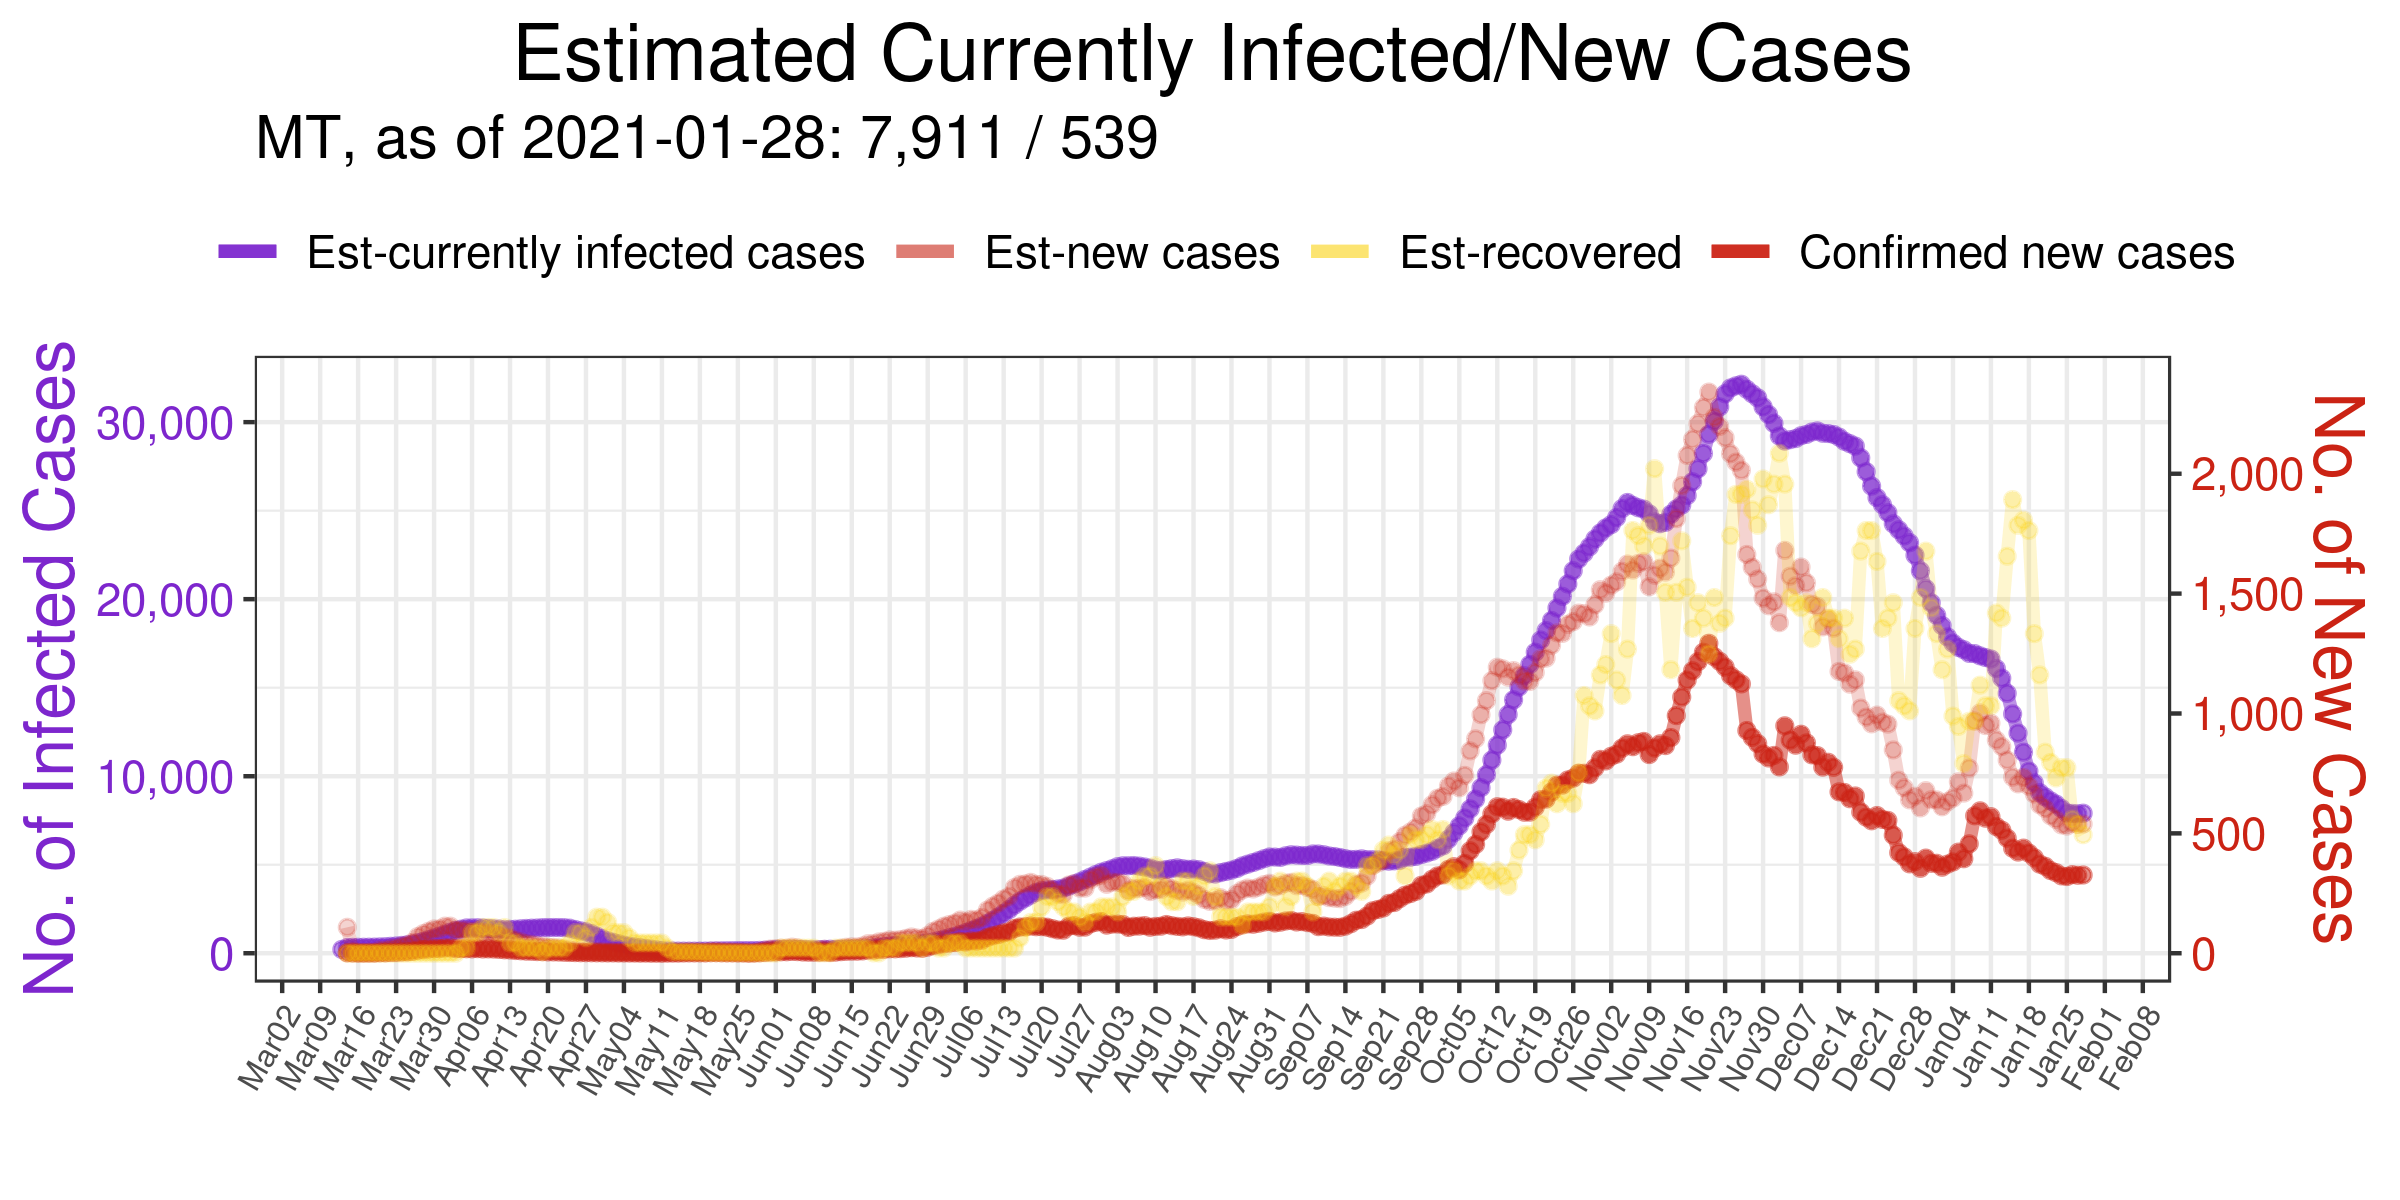 Estimated Currently Infected/New Cases
MT, as of 2021-01-28: 7,911 / 539
Est-currently infected cases Est-new cases Est-recovered Confirmed new cases
No. of Infected Cases
30,000
20,000
10,000
0
2,000
1,500
1,000
500
0
No. of New Cases
Mar02 Mar09 Mar16 Mar23 Mar30 Apr06 Apr13 Apr20 Apr27 May04 May11 May18 May25 Jun01 Jun08 Jun15 Jun22 Jun29 Jul06 Jul13 Jul20 Jul27 Aug03 Aug10 Aug17 Aug24 Aug31 Sep07 Sep14 Sep21 Sep28 Oct05 Oct12 Oct19 Oct26 Nov02 Nov09 Nov16 Nov23 Nov30 Dec07 Dec14 Dec21 Dec28 Dec04 Jan11 Jan18 Jan25 Feb01 Feb08